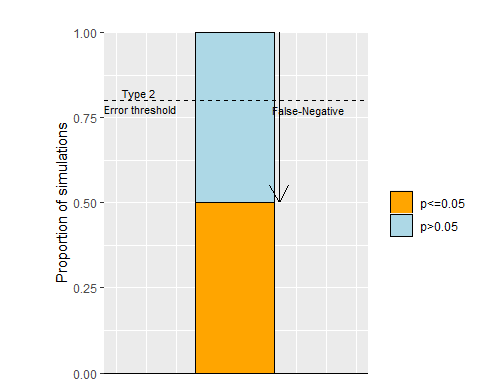 1.00
Type 2
Error threshold
False-Negative
0.75
Proportion of simulations
0.50
0.25
0.00
p<=0.05
p>0.05